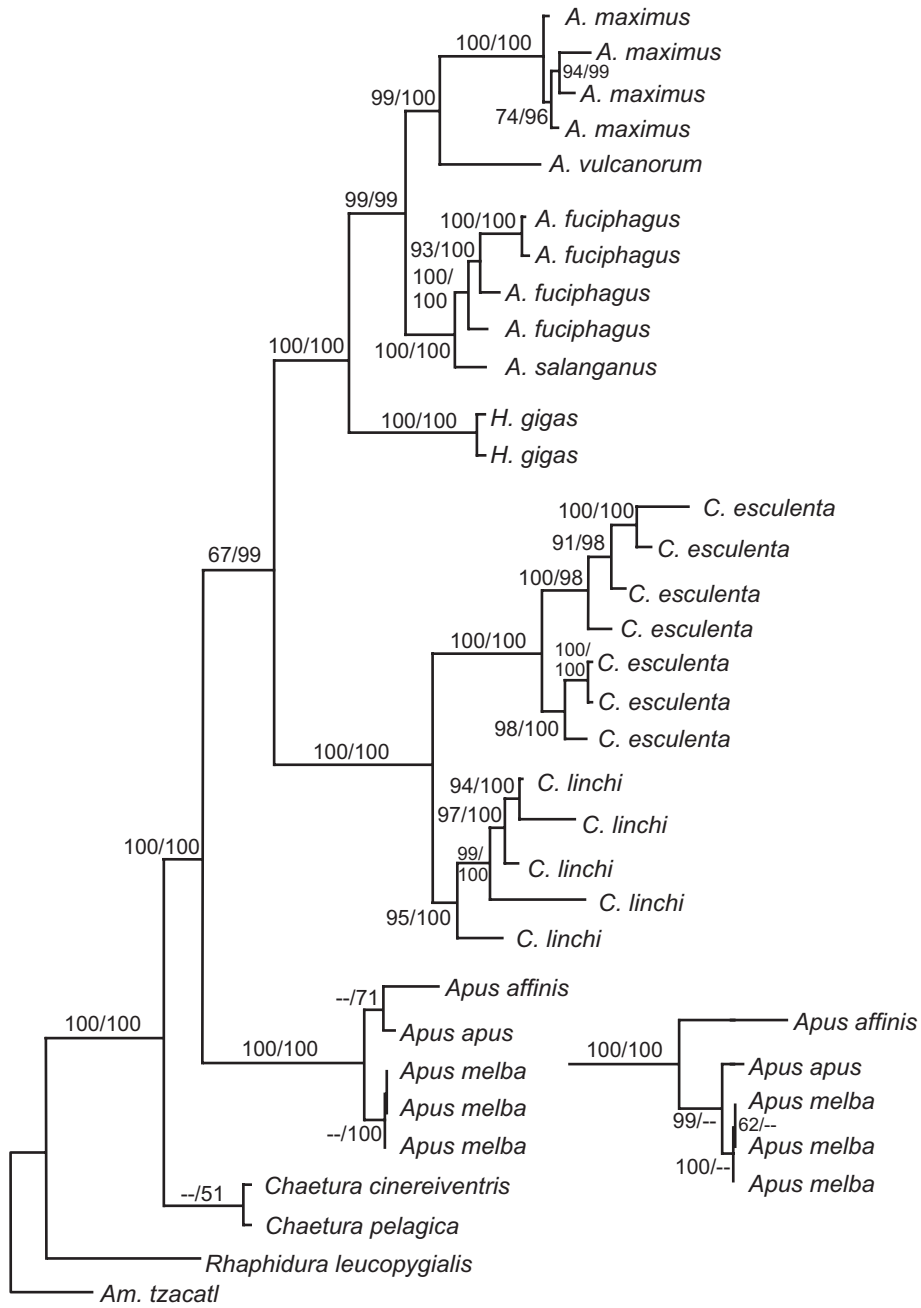 A. maximus
100/100
A. maximus
94/99
A. maximus
99/100
74/96
A. maximus
A. vulcanorum
99/99
100/100
A. fuciphagus
93/100
A. fuciphagus
100/
100
A. fuciphagus
A. fuciphagus
100/100
100/100
A. salanganus
100/100
H. gigas
H. gigas
100/100
C. esculenta
91/98
C. esculenta
67/99
100/98
C. esculenta
C. esculenta
100/100
100/
100
C. esculenta
C. esculenta
98/100
C. esculenta
100/100
94/100
C. linchi
97/100
C. linchi
100/100
99/
100
C. linchi
C. linchi
95/100
C. linchi
--/71
Apus affinis
100/100
Apus apus
100/100
Apus melba
Apus melba
--/100
Apus melba
Apus affinis
100/100
Apus apus
Apus melba
99/--
62/--
Apus melba
100/--
Apus melba
--/51
Chaetura cinereiventris
Chaetura pelagica
Rhaphidura leucopygialis
Am. tzacatl